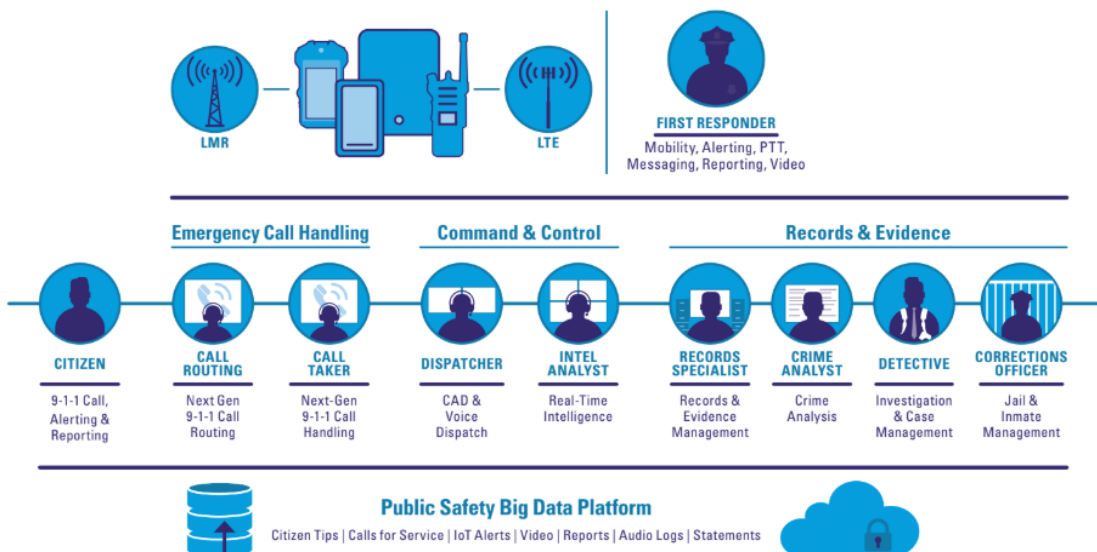 LMR
LTE
FIRST RESPONDER
Mobility, Alerting, PTT,
Messaging, Reporting, Video
Emergency Call Handling
Command & Control
Records & Evidence
CITIZEN
9-1-1 Call,
Alerting &
Reporting
CALL
ROUTING
Next Gen
9-1-1 Call
Routing
CALL
TAKER
Next-Gen
9-1-1 Call
Handling
DISPATCHER
CAD &
Voice
Dispatch
INTEL
ANALYST
Real-Time
Intelligence
RECORDS
SPECIALIST
Records &
Evidence
Management
CRIME
ANALYST
Crime
Analysis
DETECTIVE
Investigation
& Case
Management
CORRECTIONS
OFFICER
Jail &
Inmate
Management
Public Safety Big Data Platform
Citizen Tips | Calls for Service | IoT Alerts | Video | Reports | Audio Logs | Statements